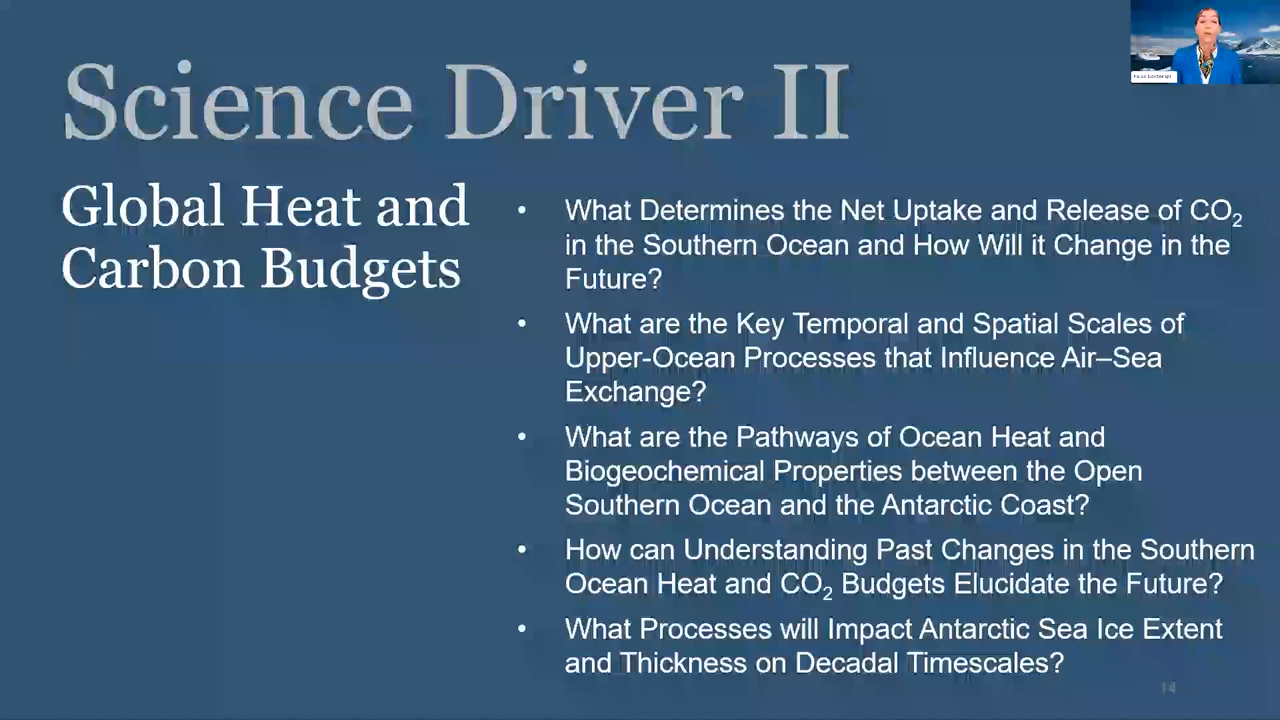 Science Driver II
Global Heat and
Carbon Budgets
• What Determines the Net Uptake and Release of CO₂
in the Southern Ocean and How Will it Change in the
Future?
• What are the Key Temporal and Spatial Scales of
Upper-Ocean Processes that Influence Air–Sea
Exchange?
• What are the Pathways of Ocean Heat and
Biogeochemical Properties between the Open
Southern Ocean and the Antarctic Coast?
• How can Understanding Past Changes in the Southern
Ocean Heat and CO₂ Budgets Elucidate the Future?
• What Processes will Impact Antarctic Sea Ice Extent
and Thickness on Decadal Timescales?
14